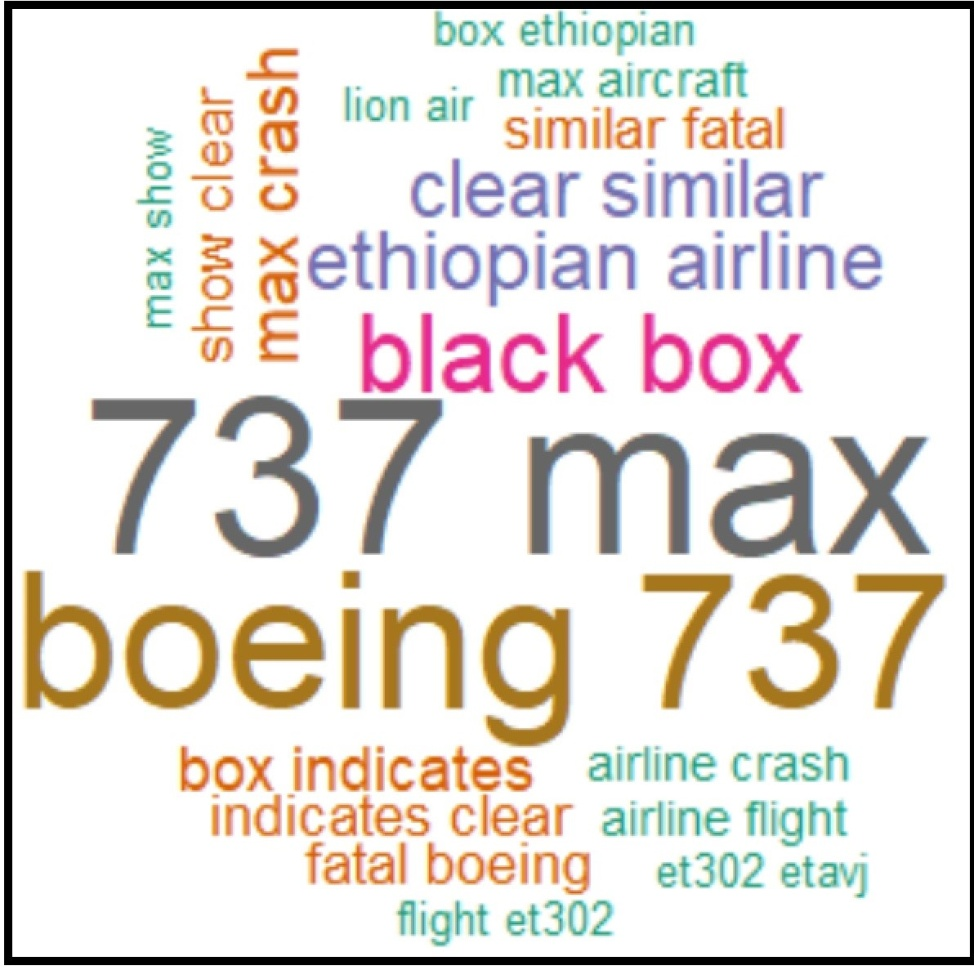 box ethiopian
max aircraft
lion air
similar fatal
max show
show clear
max crash
clear similar
ethiopian airline
black box
737 max
boeing 737
box indicates
airline crash
indicates clear
airline flight
fatal boeing
et302 etavj
flight et302